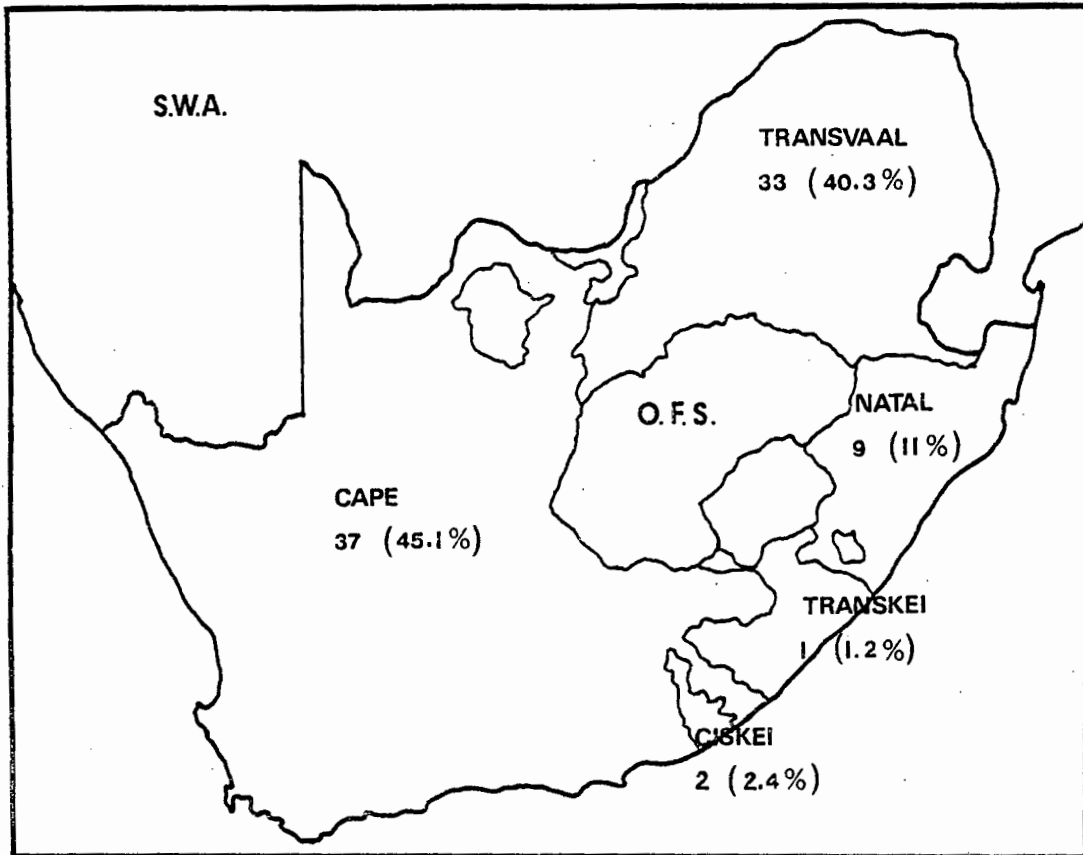 S.W.A.
TRANSVAAL
33 (40.3%)
O.F.S.
NATAL
9 (11%)
CAPE
37 (45.1%)
TRANSKEI
1 (1.2%)
CISKEI
2 (2.4%)